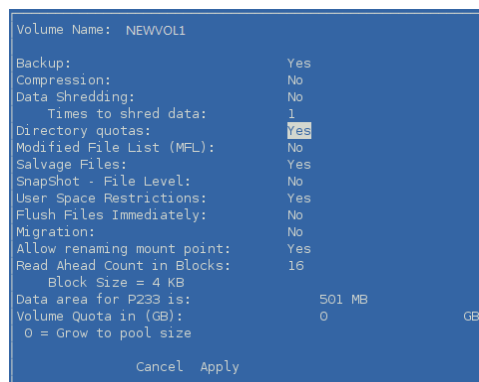 Volume Name: NEWVOL1
Backup: Yes
Compression: No
Data Shredding: No
Times to shred data: 1
Directory quotas: Yes
Modified File List (MFL): No
Salvage Files: Yes
SnapShot - File Level: No
User Space Restrictions: Yes
Flush Files Immediately: No
Migration: No
Allow renaming mount point: Yes
Read Ahead Count in Blocks: 16
Block Size = 4 KB
Data area for P233 is: 501 MB
Volume Quota in (GB): 0 GB
0 = Grow to pool size
Cancel Apply